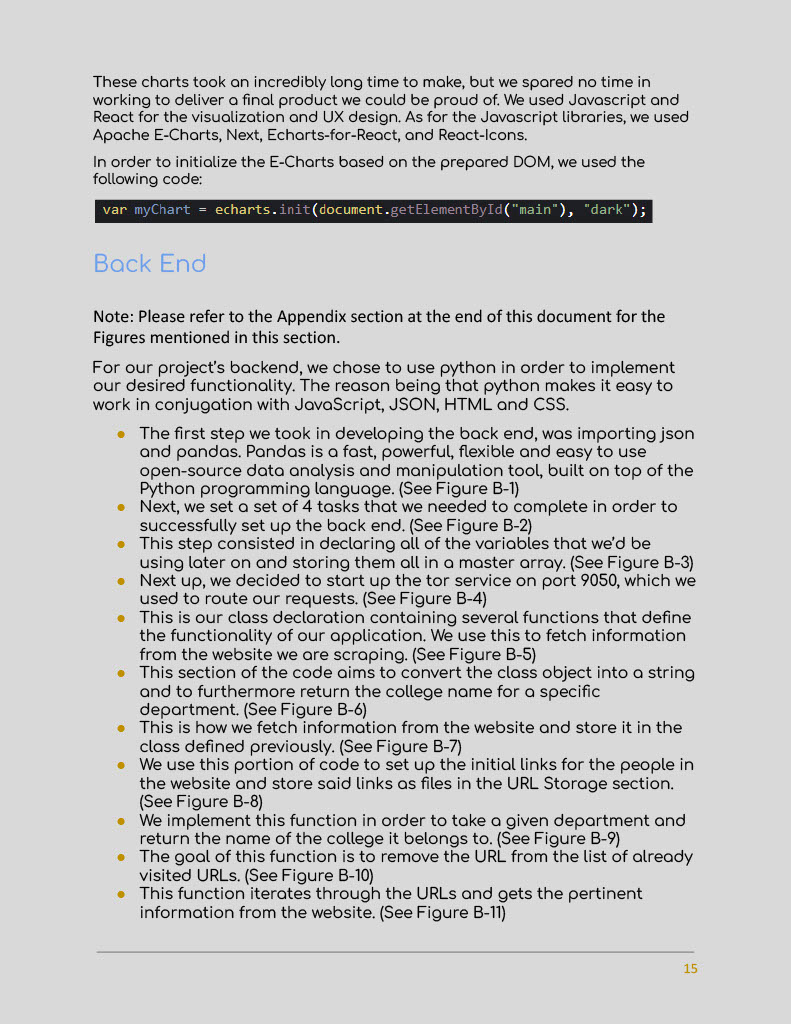 These charts took an incredibly long time to make, but we spared no time in
working to deliver a final product we could be proud of. We used Javascript and
React for the visualization and UX design. As for the Javascript libraries, we used
Apache E-Charts, Next, Echarts-for-React, and React-Icons.
In order to initialize the E-Charts based on the prepared DOM, we used the
following code:
var myChart = echarts.init(document.getElementById("main"), "dark");
Back End
Note: Please refer to the Appendix section at the end of this document for the
Figures mentioned in this section.
For our project's backend, we chose to use python in order to implement
our desired functionality. The reason being that python makes it easy to
work in conjugation with JavaScript, JSON, HTML and CSS.
● The first step we took in developing the back end, was importing json
and pandas. Pandas is a fast, powerful, flexible and easy to use
open-source data analysis and manipulation tool, built on top of the
Python programming language. (See Figure B-1)
● Next, we set a set of 4 tasks that we needed to complete in order to
successfully set up the back end. (See Figure B-2)
● This step consisted in declaring all of the variables that we'd be
using later on and storing them all in a master array. (See Figure B-3)
● Next up, we decided to start up the tor service on port 9050, which we
used to route our requests. (See Figure B-4)
● This is our class declaration containing several functions that define
the functionality of our application. We use this to fetch information
from the website we are scraping. (See Figure B-5)
● This section of the code aims to convert the class object into a string
and to furthermore return the college name for a specific
department. (See Figure B-6)
● This is how we fetch information from the website and store it in the
class defined previously. (See Figure B-7)
● We use this portion of code to set up the initial links for the people in
the website and store said links as files in the URL Storage section.
(See Figure B-8)
● We implement this function in order to take a given department and
return the name of the college it belongs to. (See Figure B-9)
● The goal of this function is to remove the URL from the list of already
visited URLs. (See Figure B-10)
● This function iterates through the URLs and gets the pertinent
information from the website. (See Figure B-11)
15